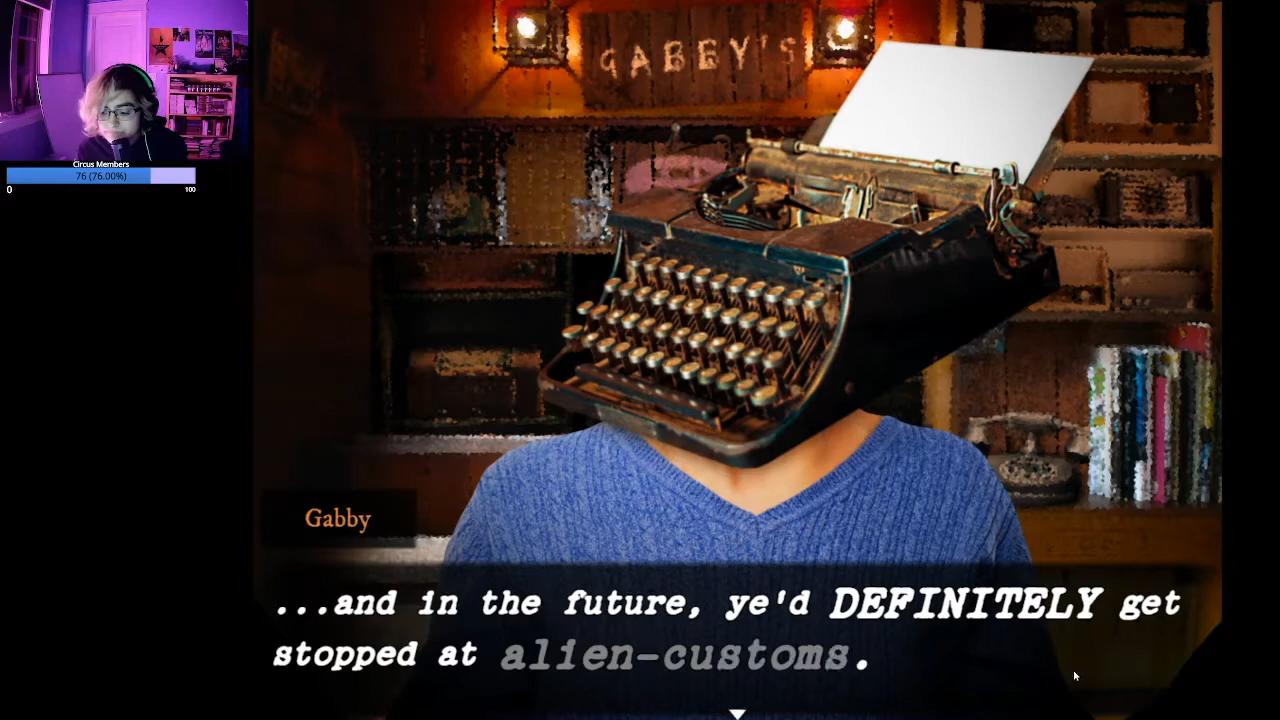 GABBY'S
Circus Members
76 (76.00%)
0
100
Gabby
...and in the future, ye'd DEFINITELY get
stopped at alien-customs.